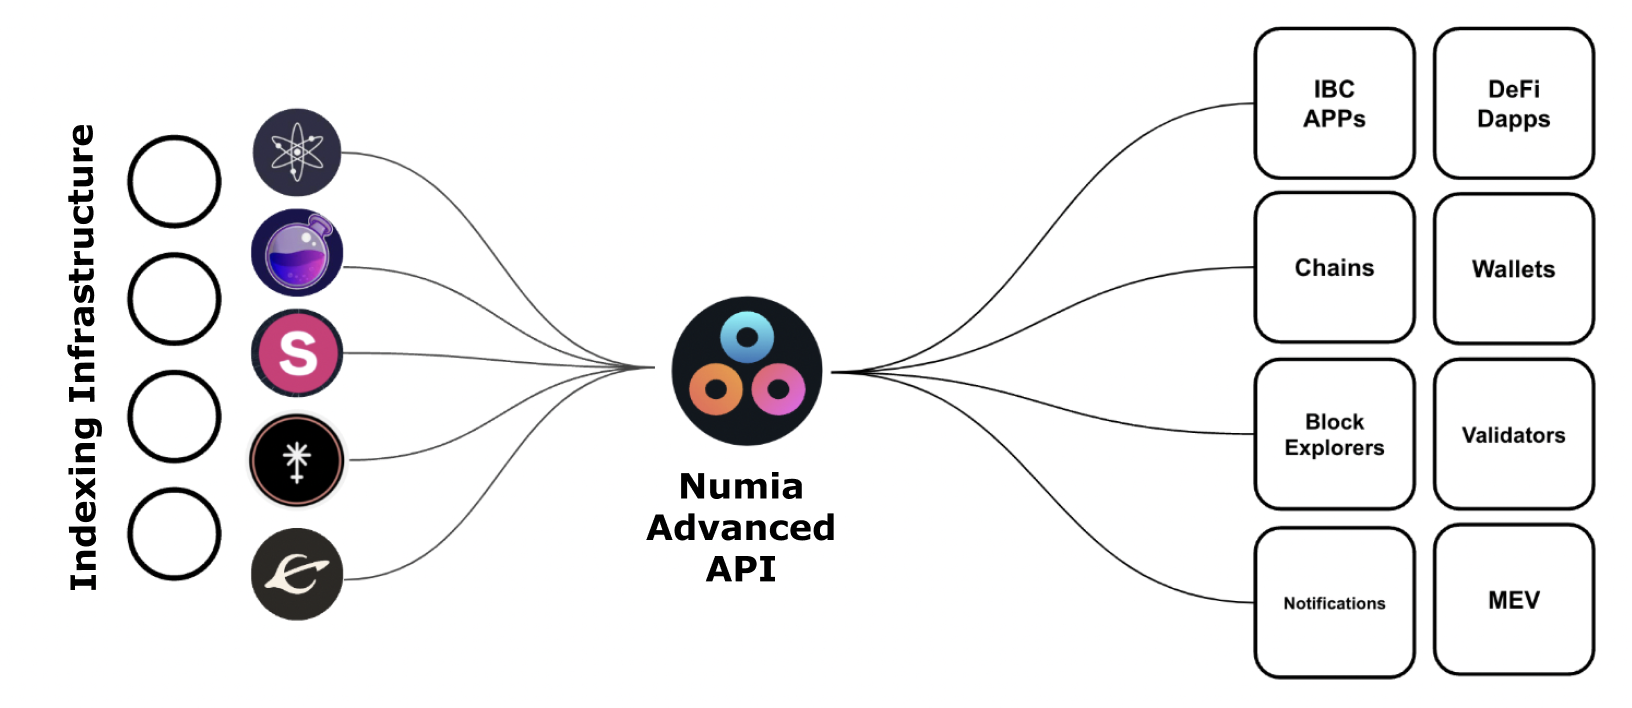 Indexing Infrastructure
S
Numia
Advanced
API
IBC
APPs
DeFi
Dapps
Chains
Wallets
Block
Explorers
Validators
Notifications
MEV